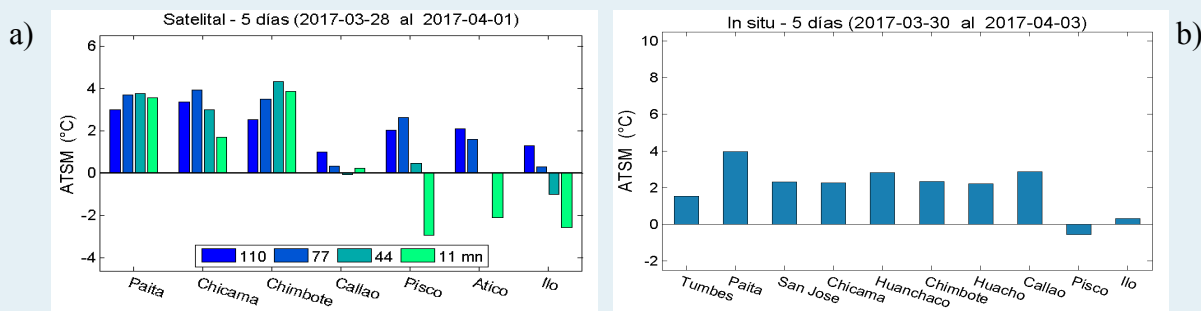 a)
Satelital - 5 días (2017-03-28 al 2017-04-01)
ATSM (°C)
6
4
2
0
-2
-4
110 77 44 11 mn
Paita Chicama Chimbote Callao Pisco Atico Ilo
b)
In situ - 5 días (2017-03-30 al 2017-04-03)
ATSM (°C)
10
8
6
4
2
0
-2
Tumbes Paita San Jose Chicama Huanchaco Chimbote Huacho Callao Pisco Ilo